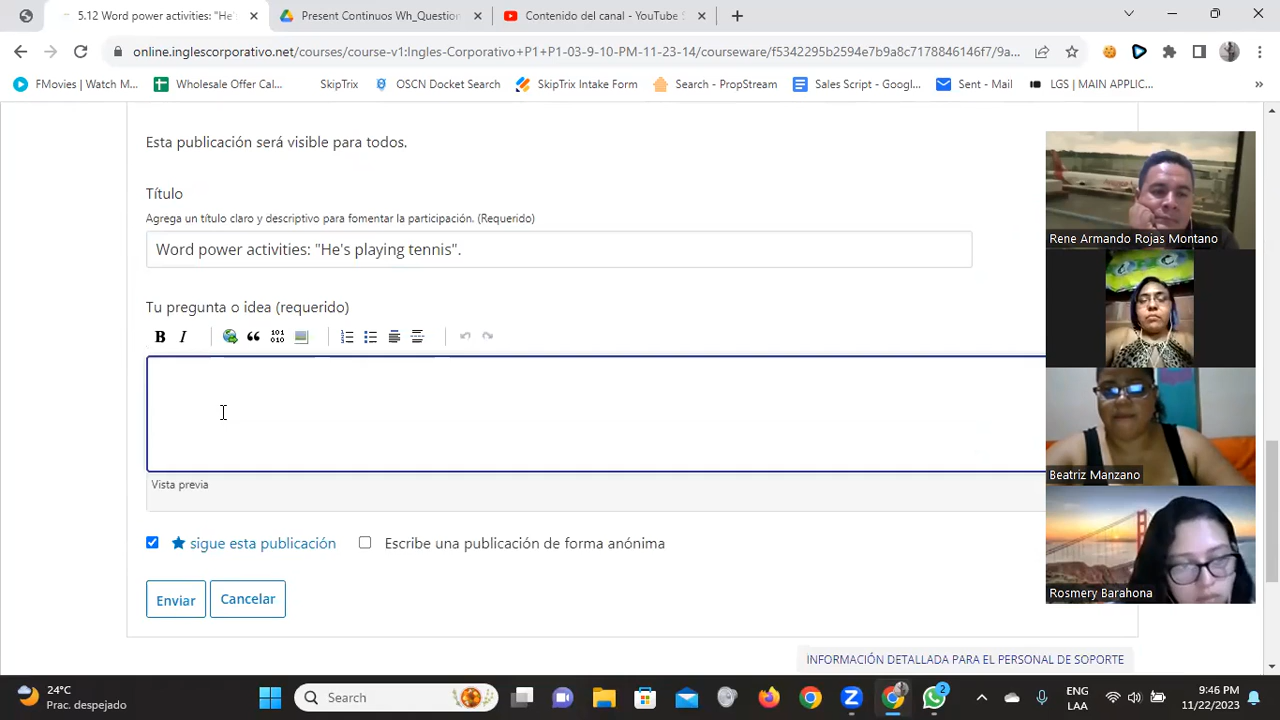 5.12 Word power activities: "He'
Present Continuos Wh_Question
Contenido del canal - YouTube S
online.inglescorporativo.net/courses/course-v1:Ingles-Corporativo+P1+P1-03-9-10-PM-11-23-14/courseware/f5342295b2594e7b9a8c7178846146f7/9a...
FMovies | Watch M...
Wholesale Offer Cal...
SkipTrix
OSCN Docket Search
SkipTrix Intake Form
Search - PropStream
Sales Script - Googl...
Sent - Mail
LGS | MAIN APPLIC...
»
Esta publicación será visible para todos.
Título
Agrega un título claro y descriptivo para fomentar la participación. (Requerido)
Word power activities: "He's playing tennis".
Tu pregunta o idea (requerido)
B I
101
010
Vista previa
sigue esta publicación
Escribe una publicación de forma anónima
Enviar
Cancelar
INFORMACIÓN DETALLADA PARA EL PERSONAL DE SOPORTE
Rene Armando Rojas Montano
Beatriz Manzano
Rosmery Barahona
24°C
Prac. despejado
Search
2
ENG
LAA
9:46 PM
11/22/2023